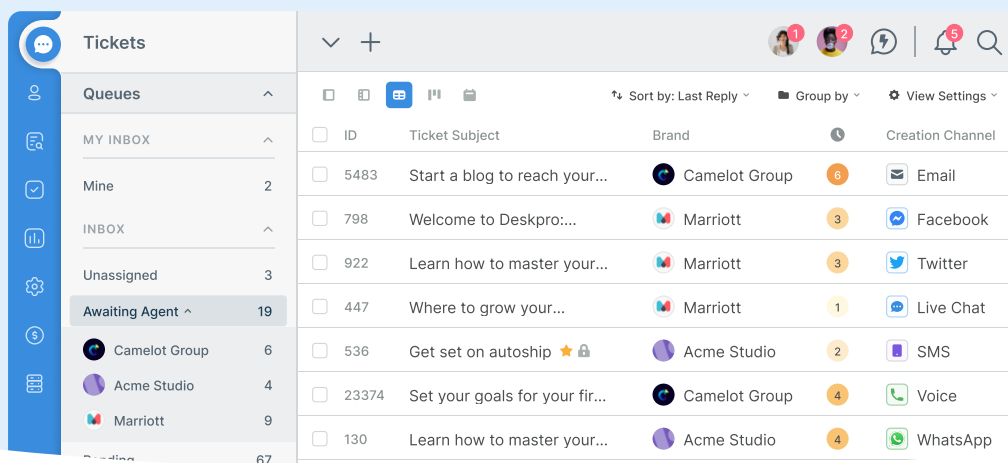 Tickets
1
2
5
Queues
Sort by: Last Reply
Group by
View Settings
MY INBOX
ID Ticket Subject Brand Creation Channel
Mine 2
INBOX
Unassigned 3
Awaiting Agent 19
Camelot Group 6
Acme Studio 4
Marriott 9
Pending 67
5483 Start a blog to reach your... Camelot Group 6 Email
798 Welcome to Deskpro:.... Marriott 3 Facebook
922 Learn how to master your... Marriott 3 Twitter
447 Where to grow your... Marriott 1 Live Chat
536 Get set on autoship Acme Studio 2 SMS
23374 Set your goals for your fir... Camelot Group 4 Voice
130 Learn how to master your... Acme Studio 4 WhatsApp